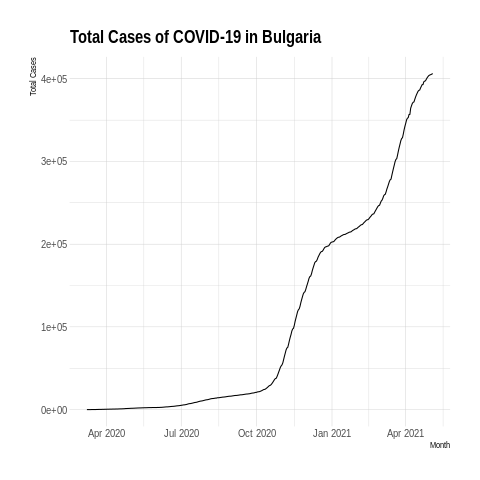 Total Cases of COVID-19 in Bulgaria
Total Cases
4e+05
3e+05
2e+05
1e+05
0e+00
Apr 2020 Jul 2020 Oct 2020 Jan 2021 Apr 2021
Month